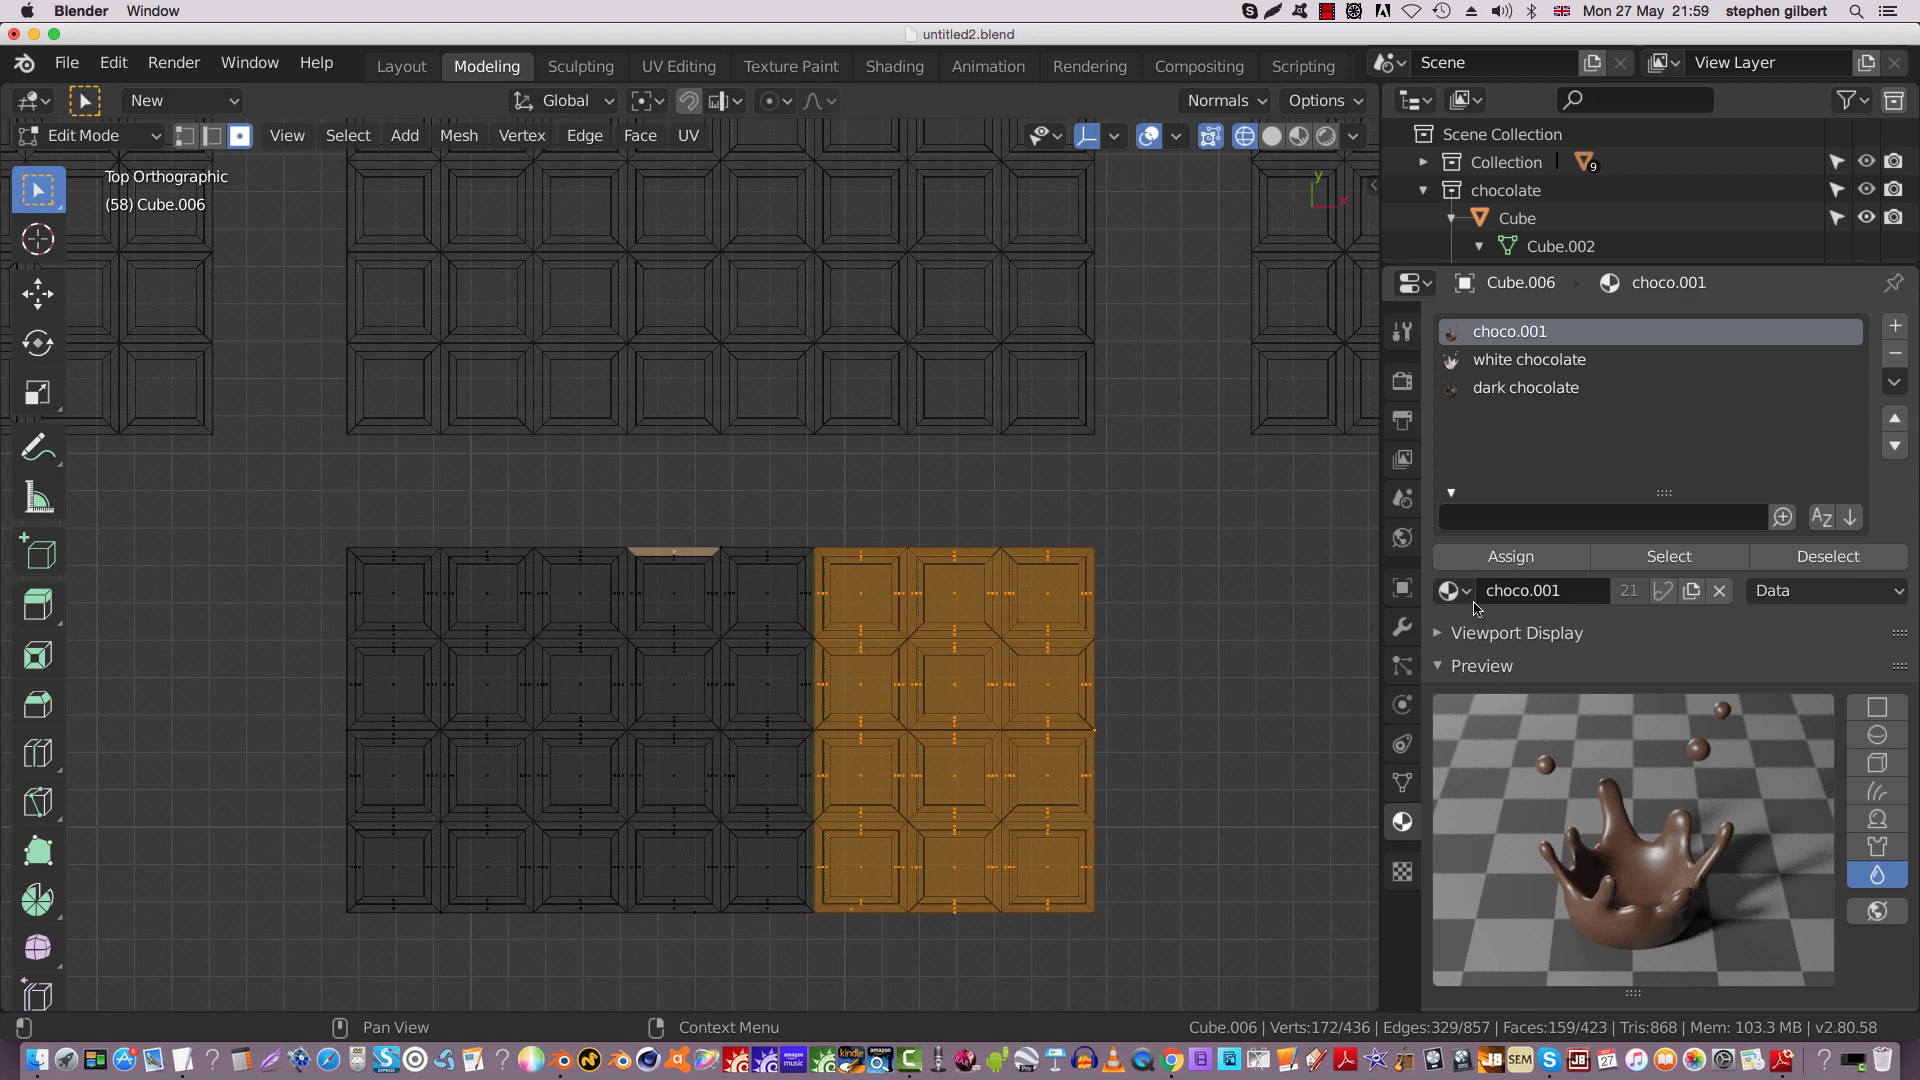 Blender Window Mon 27 May 21:59 stephen gilbert
untitled2.blend
File Edit Render Window Help Layout Modeling Sculpting UV Editing Texture Paint Shading Animation Rendering Compositing Scripting Scene View Layer
New Global Normals Options
Edit Mode View Select Add Mesh Vertex Edge Face UV
Top Orthographic
(58) Cube.006
y
x
Scene Collection
Collection 9
chocolate
Cube
Cube.002
Cube.006 choco.001
choco.001
white chocolate
dark chocolate
Assign Select Deselect
choco.001 21 Data
Viewport Display
Preview
Pan View Context Menu Cube.006 | Verts:172/436 | Edges:329/857 | Faces:159/423 | Tris:868 | Mem: 103.3 MB | v2.80.58